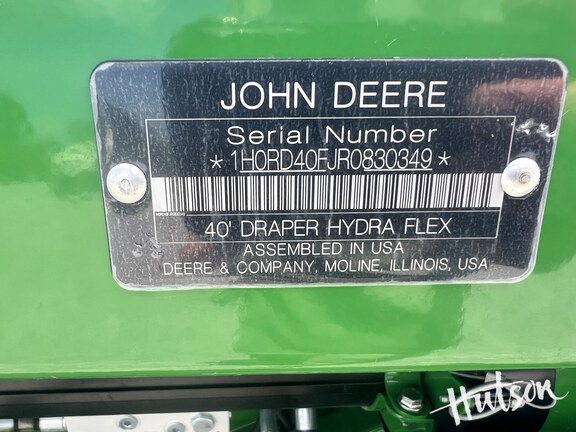 JOHN DEERE
Serial Number
*1H0RD40FJR0830349*
40' DRAPER HYDRA FLEX
ASSEMBLED IN USA
DEERE & COMPANY, MOLINE, ILLINOIS, USA
Hutson